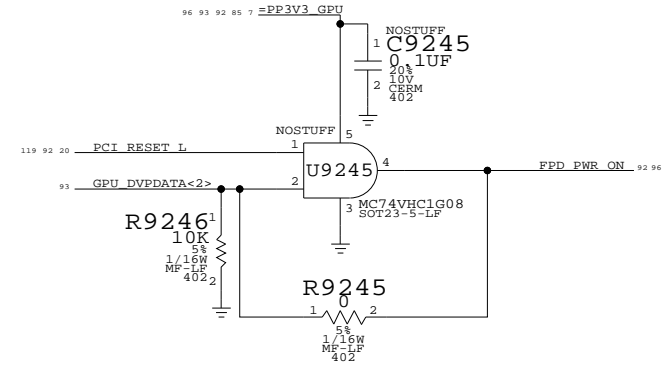 96 93 92 85 7 =PP3V3_GPU
NOSTUFF
1 C9245
0.1UF
20%
10V
2 CERM
402
NOSTUFF 5
119 92 20 PCI_RESET_L 1
U9245 4 FPD_PWR_ON 92 96
93 GPU_DVPDATA<2> 2
3 MC74VHC1G08
SOT23-5-LF
R9246 1
10K
5%
1/16W
MF-LF
402 2
R9245
0
1 2
5%
1/16W
MF-LF
402